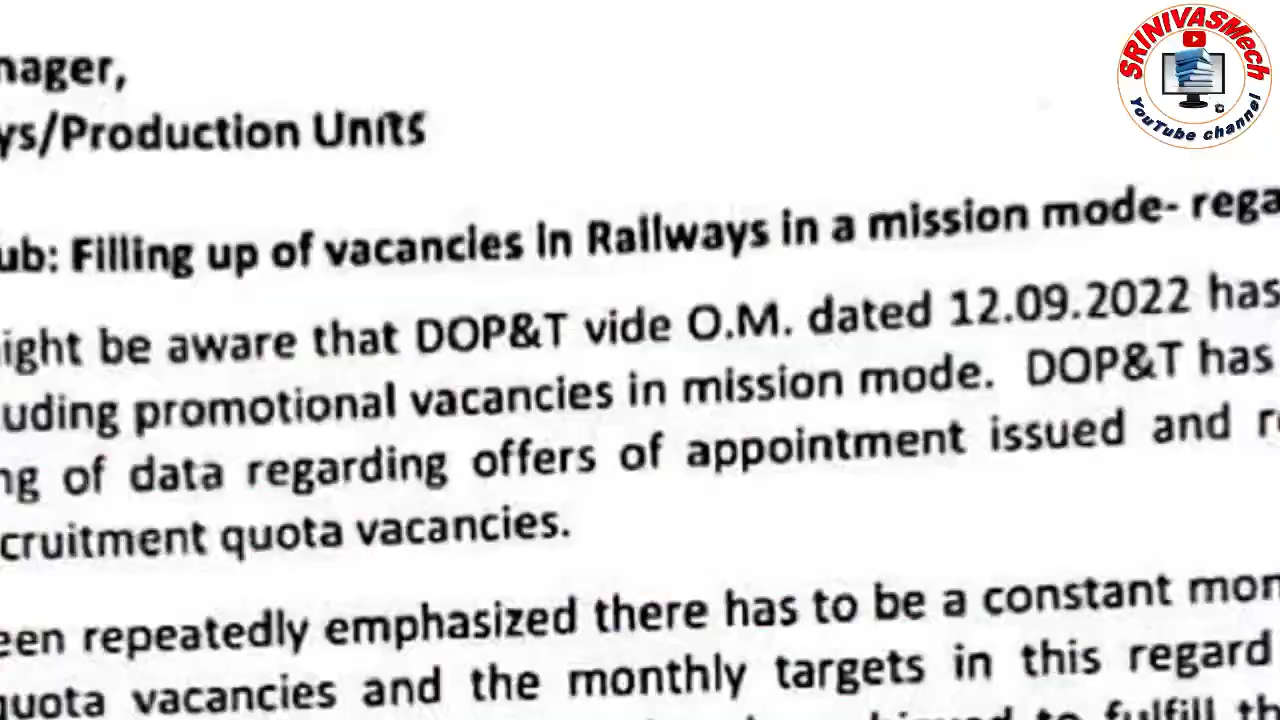 SRINIVASMech
YouTube channel
nager,
ys/Production Units
ub: Filling up of vacancies in Railways in a mission mode- rega
ight be aware that DOP&T vide O.M. dated 12.09.2022 has
uding promotional vacancies in mission mode. DOP&T has
ng of data regarding offers of appointment issued and r
cruitment quota vacancies.
een repeatedly emphasized there has to be a constant mon
quota vacancies and the monthly targets in this regard
to fulfill th